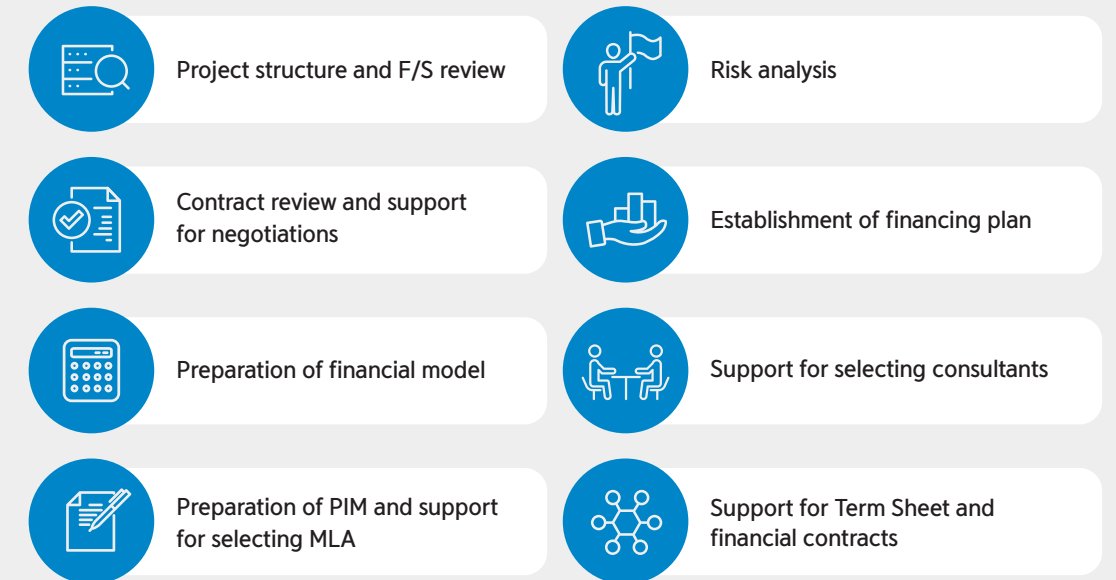 Project structure and F/S review
Risk analysis
Contract review and support
for negotiations
Establishment of financing plan
Preparation of financial model
Support for selecting consultants
Preparation of PIM and support
for selecting MLA
Support for Term Sheet and
financial contracts